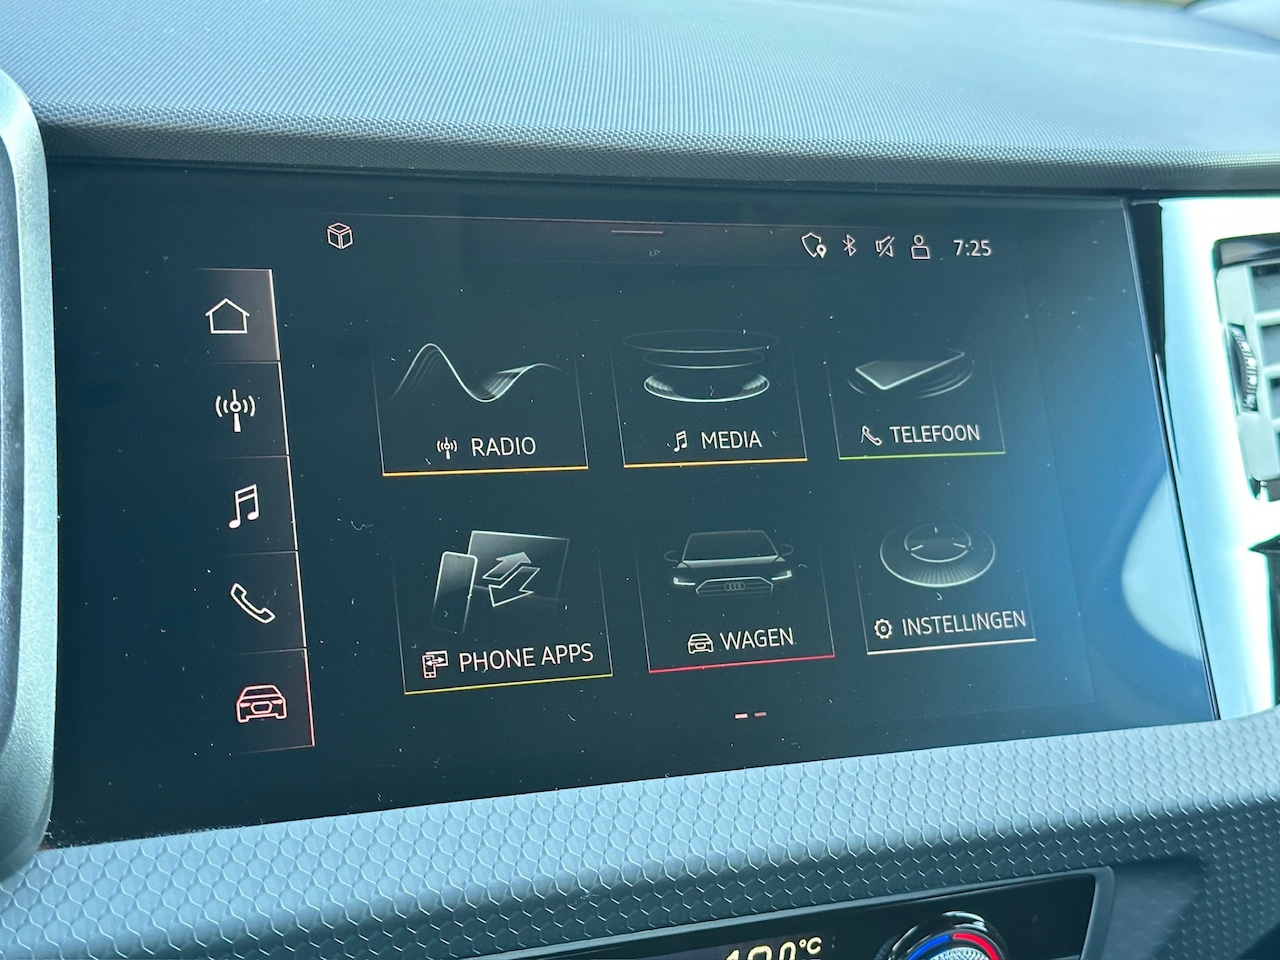 7:25
RADIO
MEDIA
TELEFOON
PHONE APPS
WAGEN
INSTELLINGEN
°C